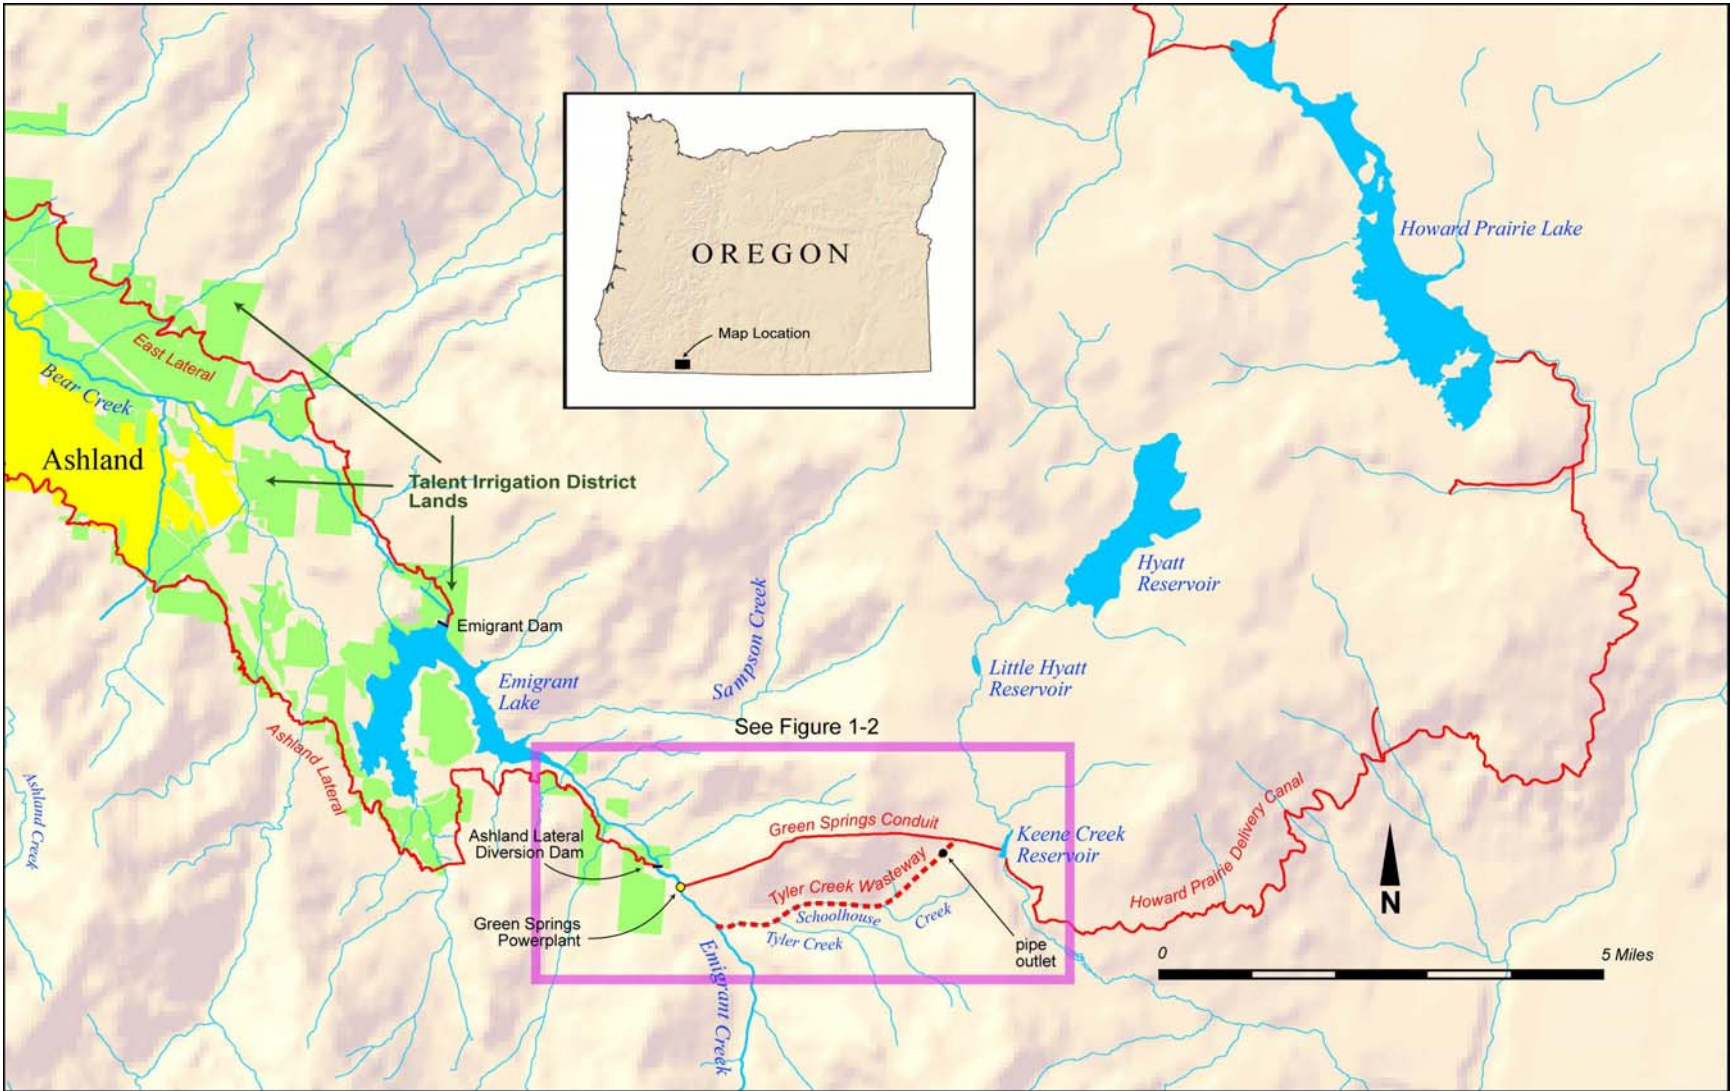 OREGON
Map Location
Howard Prairie Lake
East Lateral
Bear Creek
Ashland
Talent Irrigation District
Lands
Hyatt
Reservoir
Emigrant Dam
Sampson Creek
Little Hyatt
Reservoir
Emigrant
Lake
See Figure 1-2
Ashland Lateral
Ashland Creek
Howard Prairie Delivery Canal
Green Springs Conduit
Keene Creek
Reservoir
Ashland Lateral
Diversion Dam
Tyler Creek Wasteway
Schoolhouse
Creek
Green Springs
Powerplant
Tyler Creek
pipe
outlet
Emigrant Creek
N
0
5 Miles